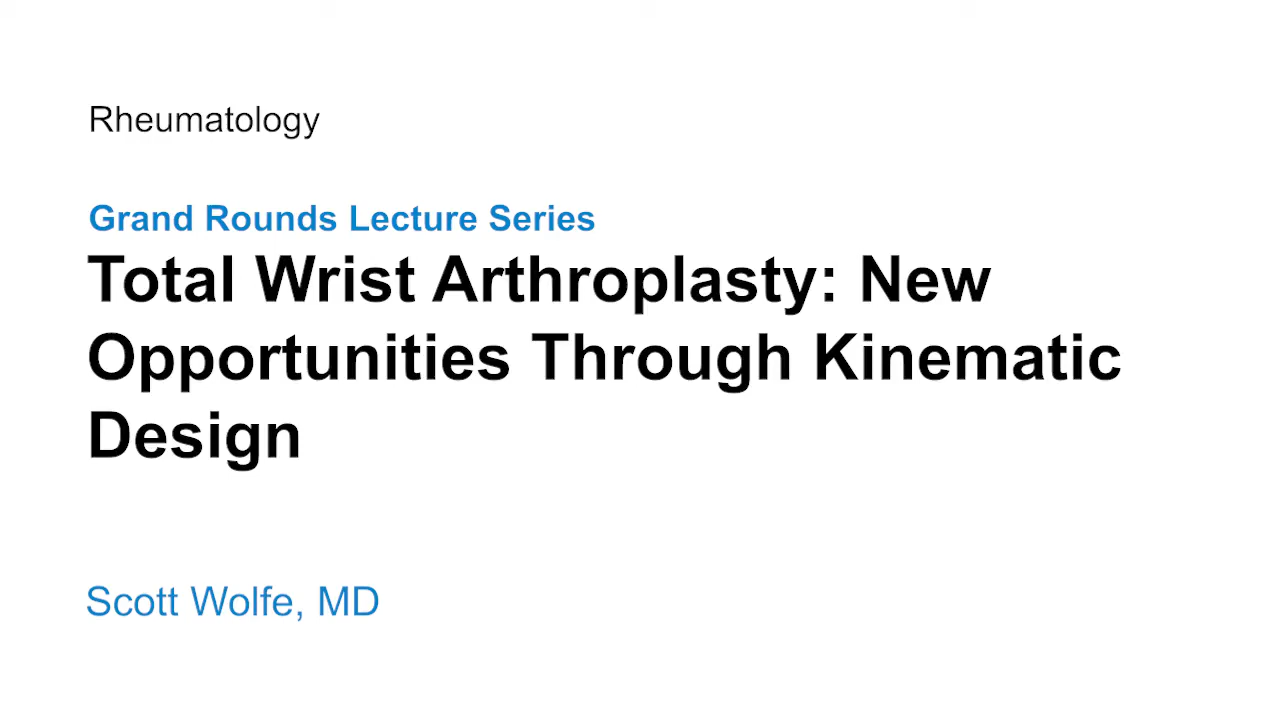 Rheumatology
Grand Rounds Lecture Series
Total Wrist Arthroplasty: New
Opportunities Through Kinematic
Design
Scott Wolfe, MD